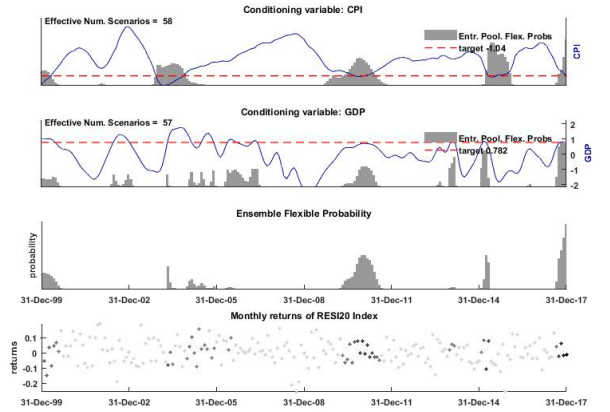 Conditioning variable: CPI
Effective Num. Scenarios = 58
Entr. Pool. Flex. Probs
target -1.04
CPI
Conditioning variable: GDP
Effective Num. Scenarios = 57
Entr. Pool. Flex. Probs
target 0.782
2
1
0
-1
-2
GDP
Ensemble Flexible Probability
probability
31-Dec-99 31-Dec-02 31-Dec-05 31-Dec-08 31-Dec-11 31-Dec-14 31-Dec-17
Monthly returns of RESI20 Index
returns
0.1
0
-0.1
-0.2
31-Dec-99 31-Dec-02 31-Dec-05 31-Dec-08 31-Dec-11 31-Dec-14 31-Dec-17